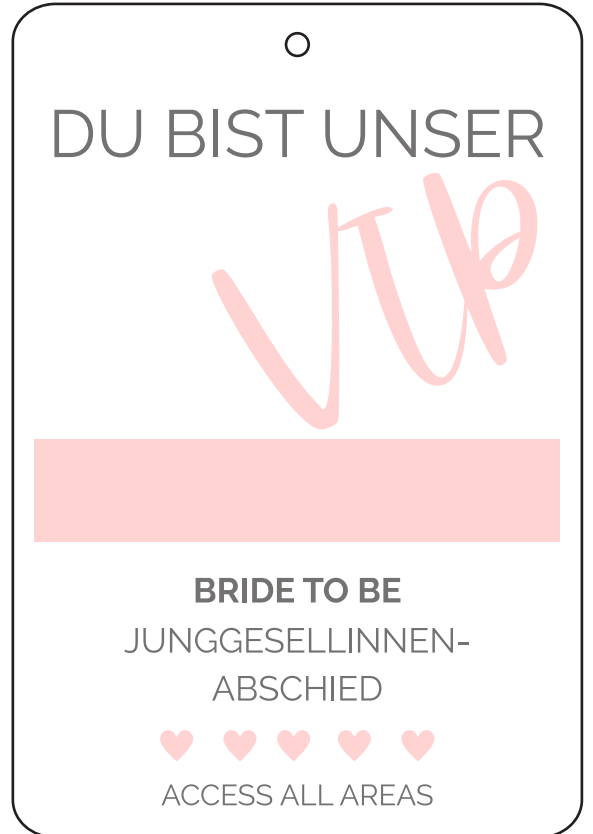 DU BIST UNSER
VIP
BRIDE TO BE
JUNGGESELLINNEN-
ABSCHIED
ACCESS ALL AREAS